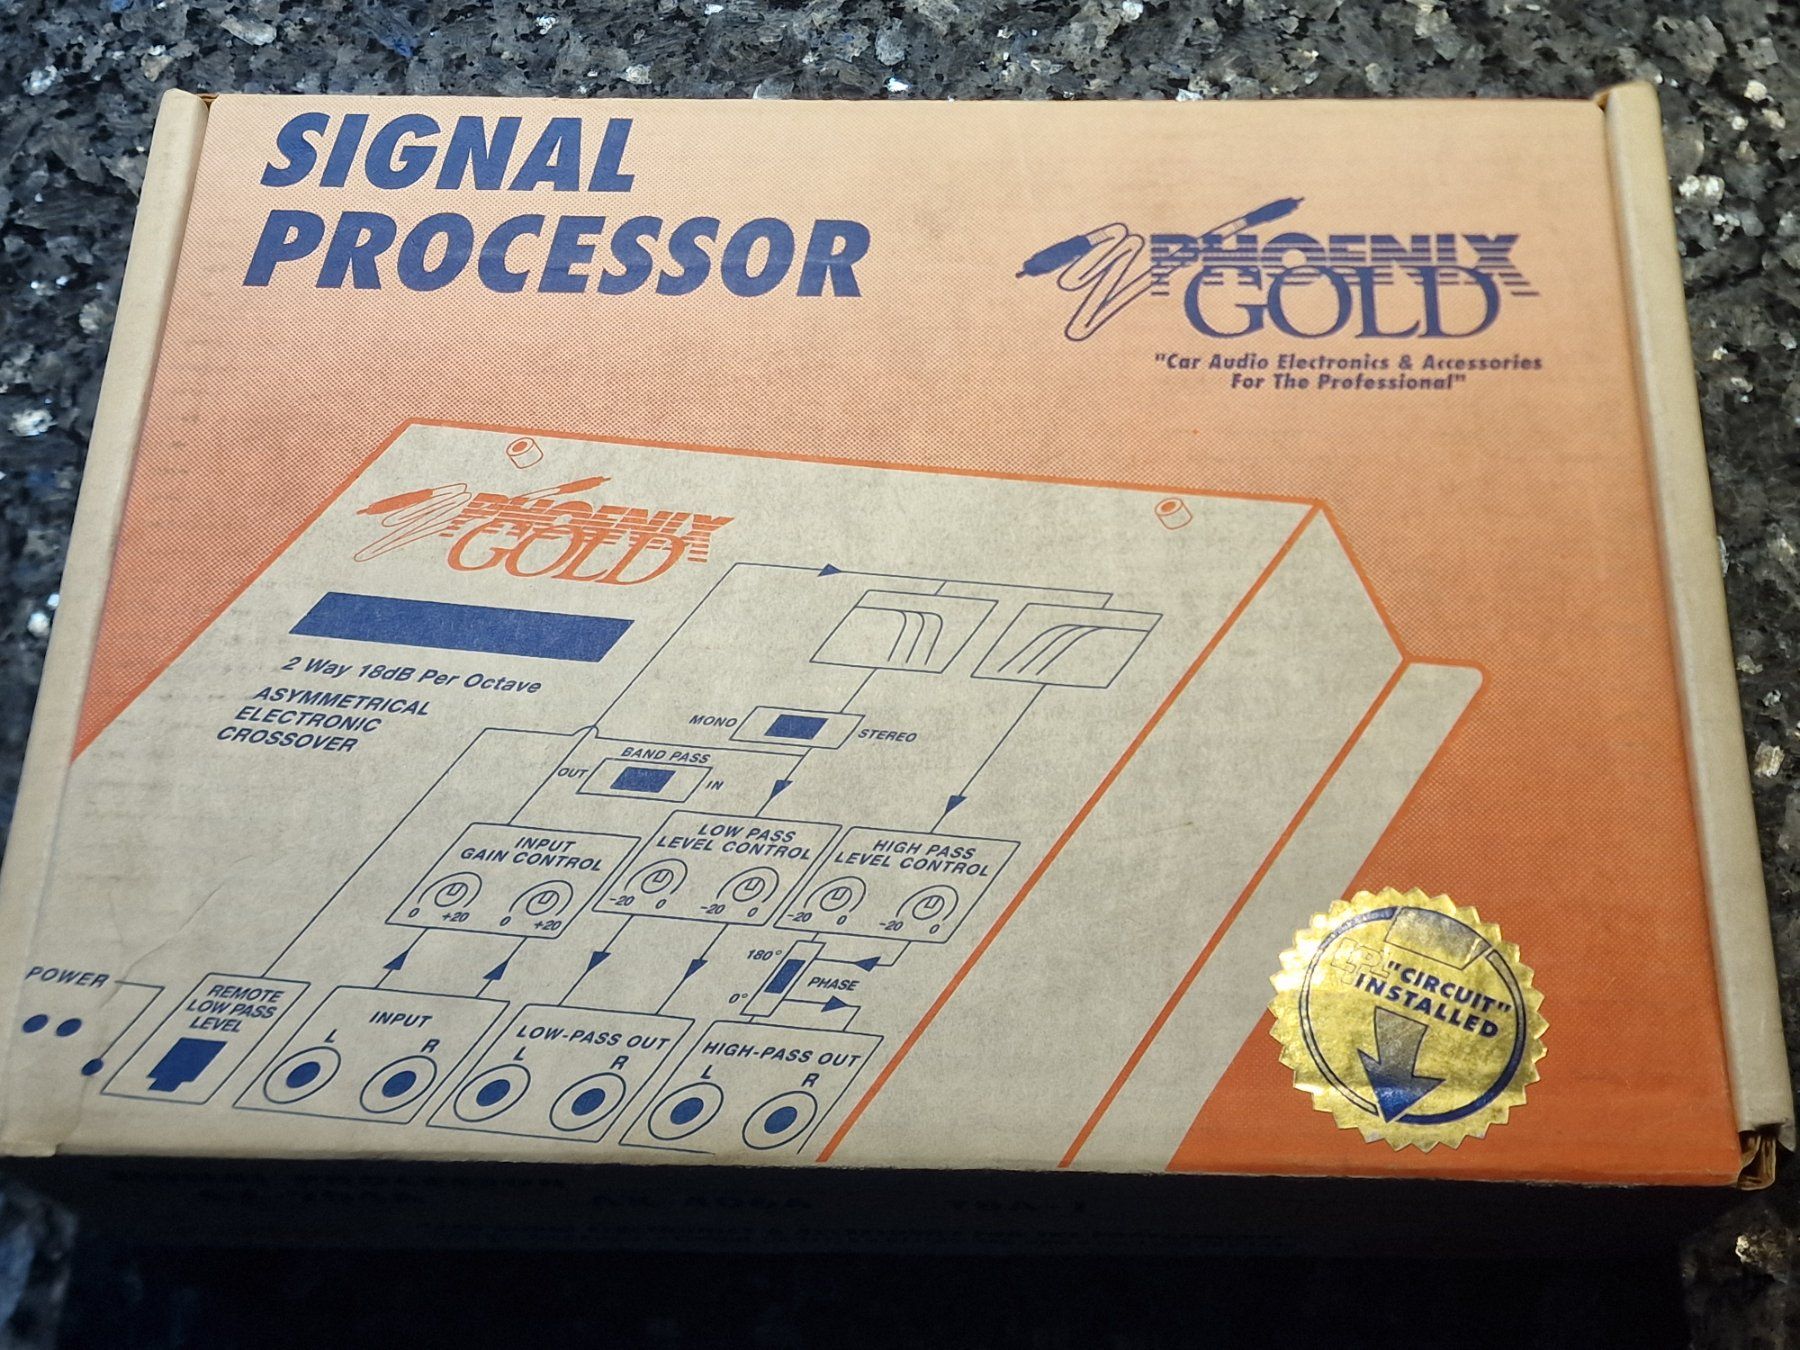 SIGNAL
PROCESSOR
PHOENIX
GOLD
"Car Audio Electronics & Accessories
For The Professional"
PHOENIX
GOLD
2 Way 18dB Per Octave
ASYMMETRICAL
ELECTRONIC
CROSSOVER
MONO
STEREO
BAND PASS
OUT
IN
INPUT
GAIN CONTROL
0 +20 0 +20
LOW PASS
LEVEL CONTROL
-20 0 -20 0
HIGH PASS
LEVEL CONTROL
-20 0 -20 0
180°
PHASE
0°
POWER
REMOTE
LOW PASS
LEVEL
INPUT
L R
LOW-PASS OUT
L R
HIGH-PASS OUT
L R
"CIRCUIT"
INSTALLED